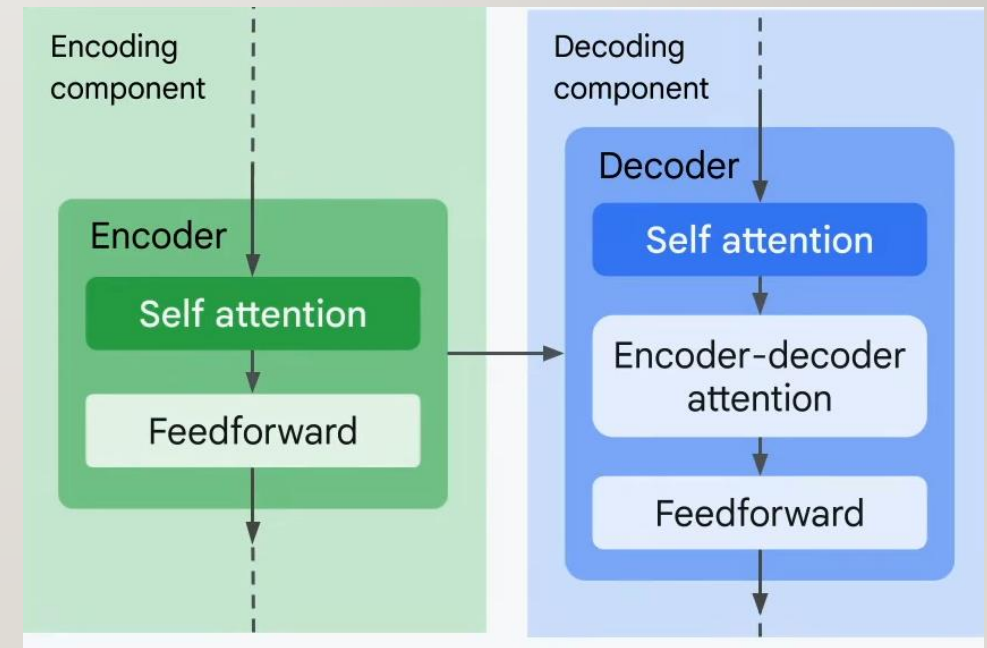 Encoding
component
Encoder
Self attention
Feedforward
Decoding
component
Decoder
Self attention
Encoder-decoder
attention
Feedforward